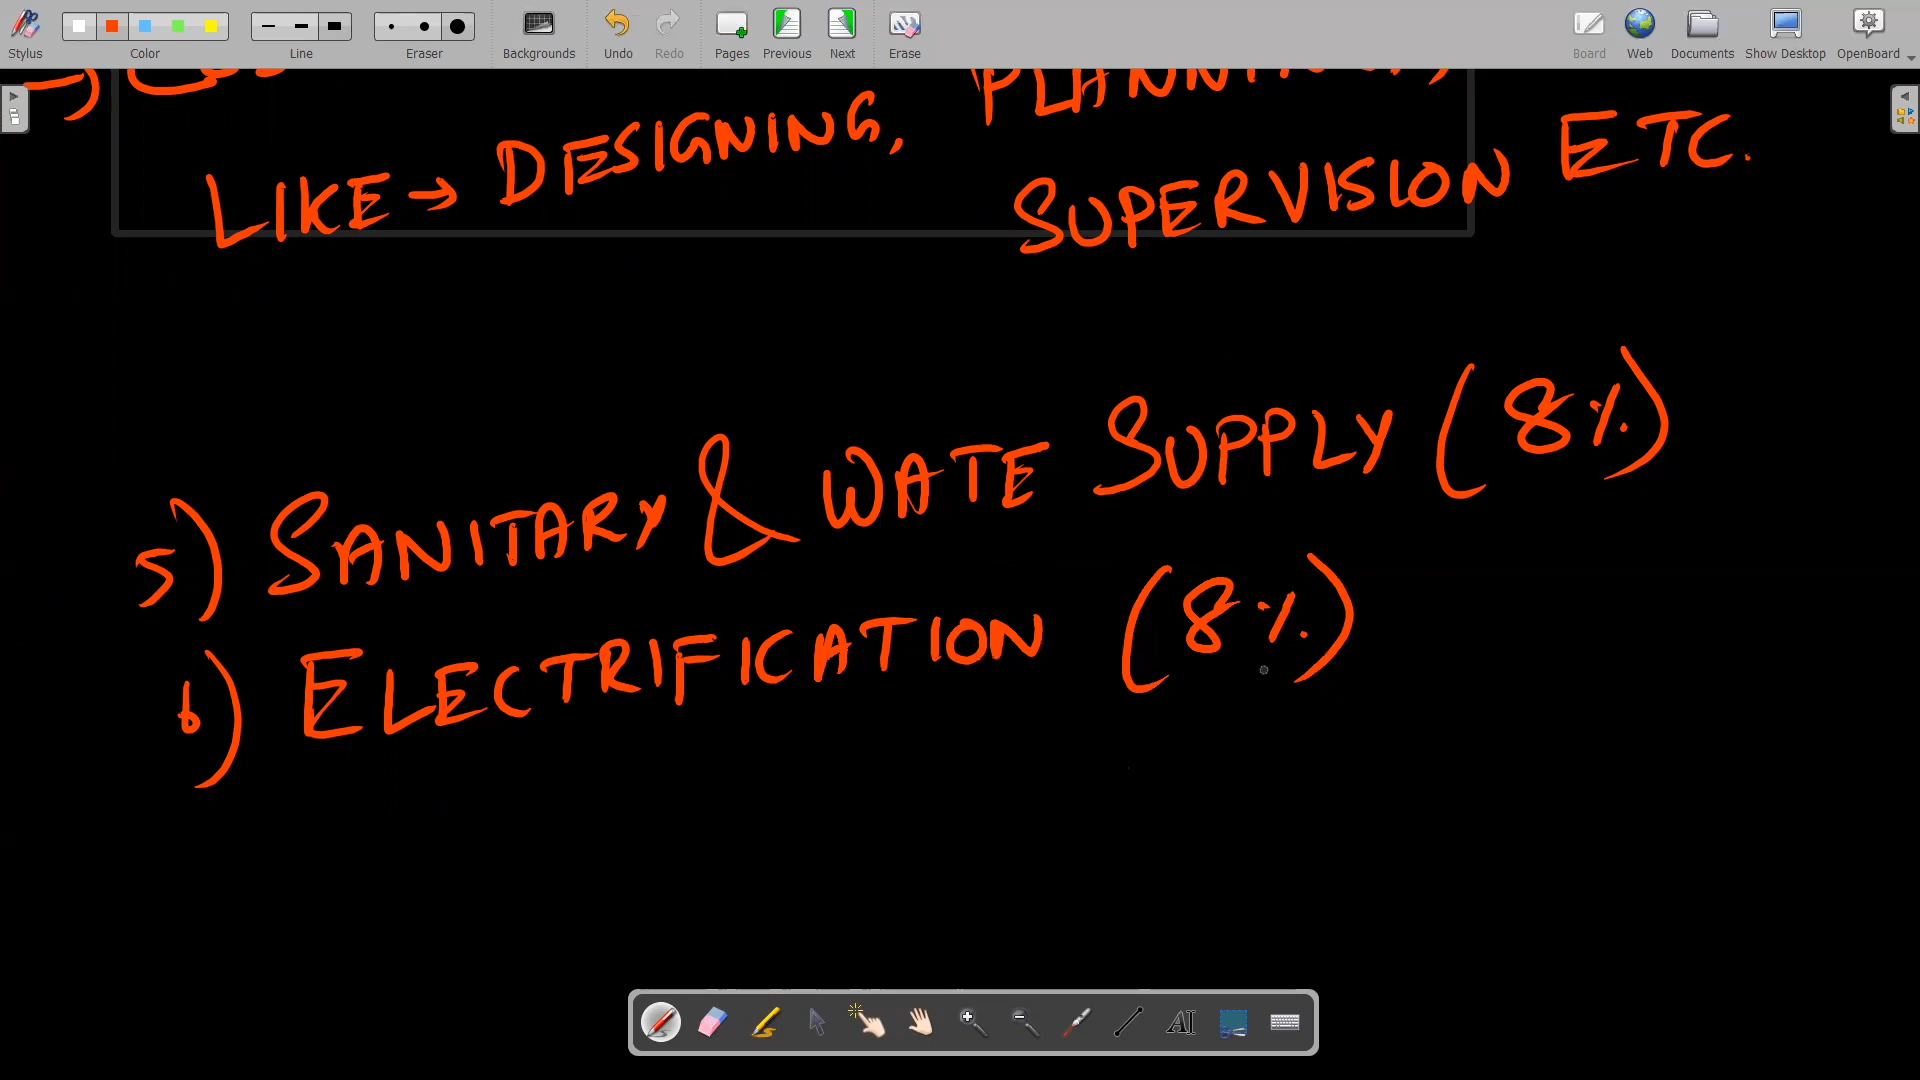 Stylus Color Line Eraser Backgrounds Undo Redo Pages Previous Next Erase Board Web Documents Show Desktop OpenBoard
LIKE → DESIGNING, PLANNING,
SUPERVISION ETC.
5) SANITARY & WATE SUPPLY (8%)
6) ELECTRIFICATION (8%)